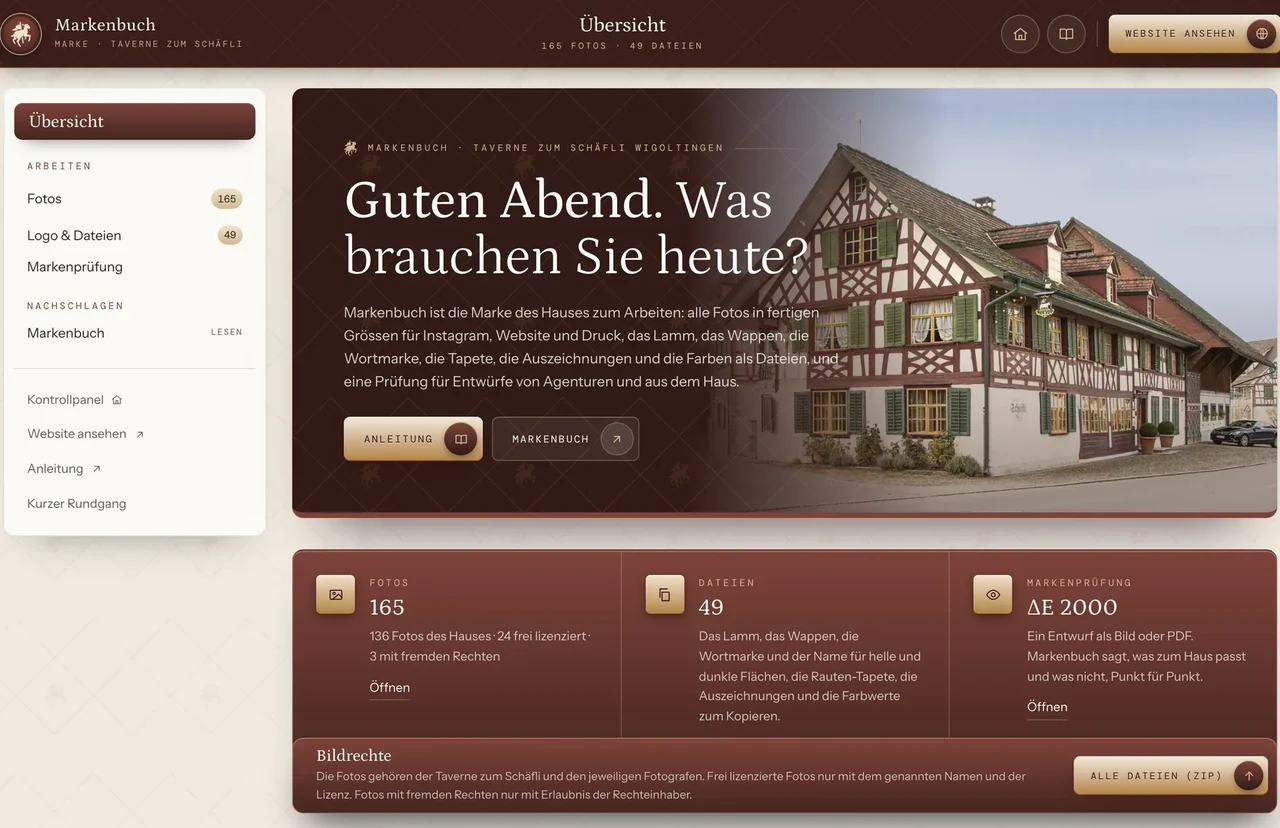 Markenbuch
MARKE · TAVERNE ZUM SCHÄFLI
Übersicht
165 FOTOS · 49 DATEIEN
WEBSITE ANSEHEN
Übersicht
ARBEITEN
Fotos 165
Logo & Dateien 49
Markenprüfung
NACHSCHLAGEN
Markenbuch LESEN
Kontrollpanel
Website ansehen
Anleitung
Kurzer Rundgang
MARKENBUCH · TAVERNE ZUM SCHÄFLI WIGOLTINGEN
Guten Abend. Was
brauchen Sie heute?
Markenbuch ist die Marke des Hauses zum Arbeiten: alle Fotos in fertigen
Grössen für Instagram, Website und Druck, das Lamm, das Wappen, die
Wortmarke, die Tapete, die Auszeichnungen und die Farben als Dateien, und
eine Prüfung für Entwürfe von Agenturen und aus dem Haus.
ANLEITUNG
MARKENBUCH
FOTOS
165
136 Fotos des Hauses · 24 frei lizenziert ·
3 mit fremden Rechten
Öffnen
DATEIEN
49
Das Lamm, das Wappen, die
Wortmarke und der Name für helle und
dunkle Flächen, die Rauten-Tapete, die
Auszeichnungen und die Farbwerte
zum Kopieren.
MARKENPRÜFUNG
ΔE 2000
Ein Entwurf als Bild oder PDF.
Markenbuch sagt, was zum Haus passt
und was nicht, Punkt für Punkt.
Öffnen
Bildrechte
Die Fotos gehören der Taverne zum Schäfli und den jeweiligen Fotografen. Frei lizenzierte Fotos nur mit dem genannten Namen und der
Lizenz. Fotos mit fremden Rechten nur mit Erlaubnis der Rechteinhaber.
ALLE DATEIEN (ZIP)